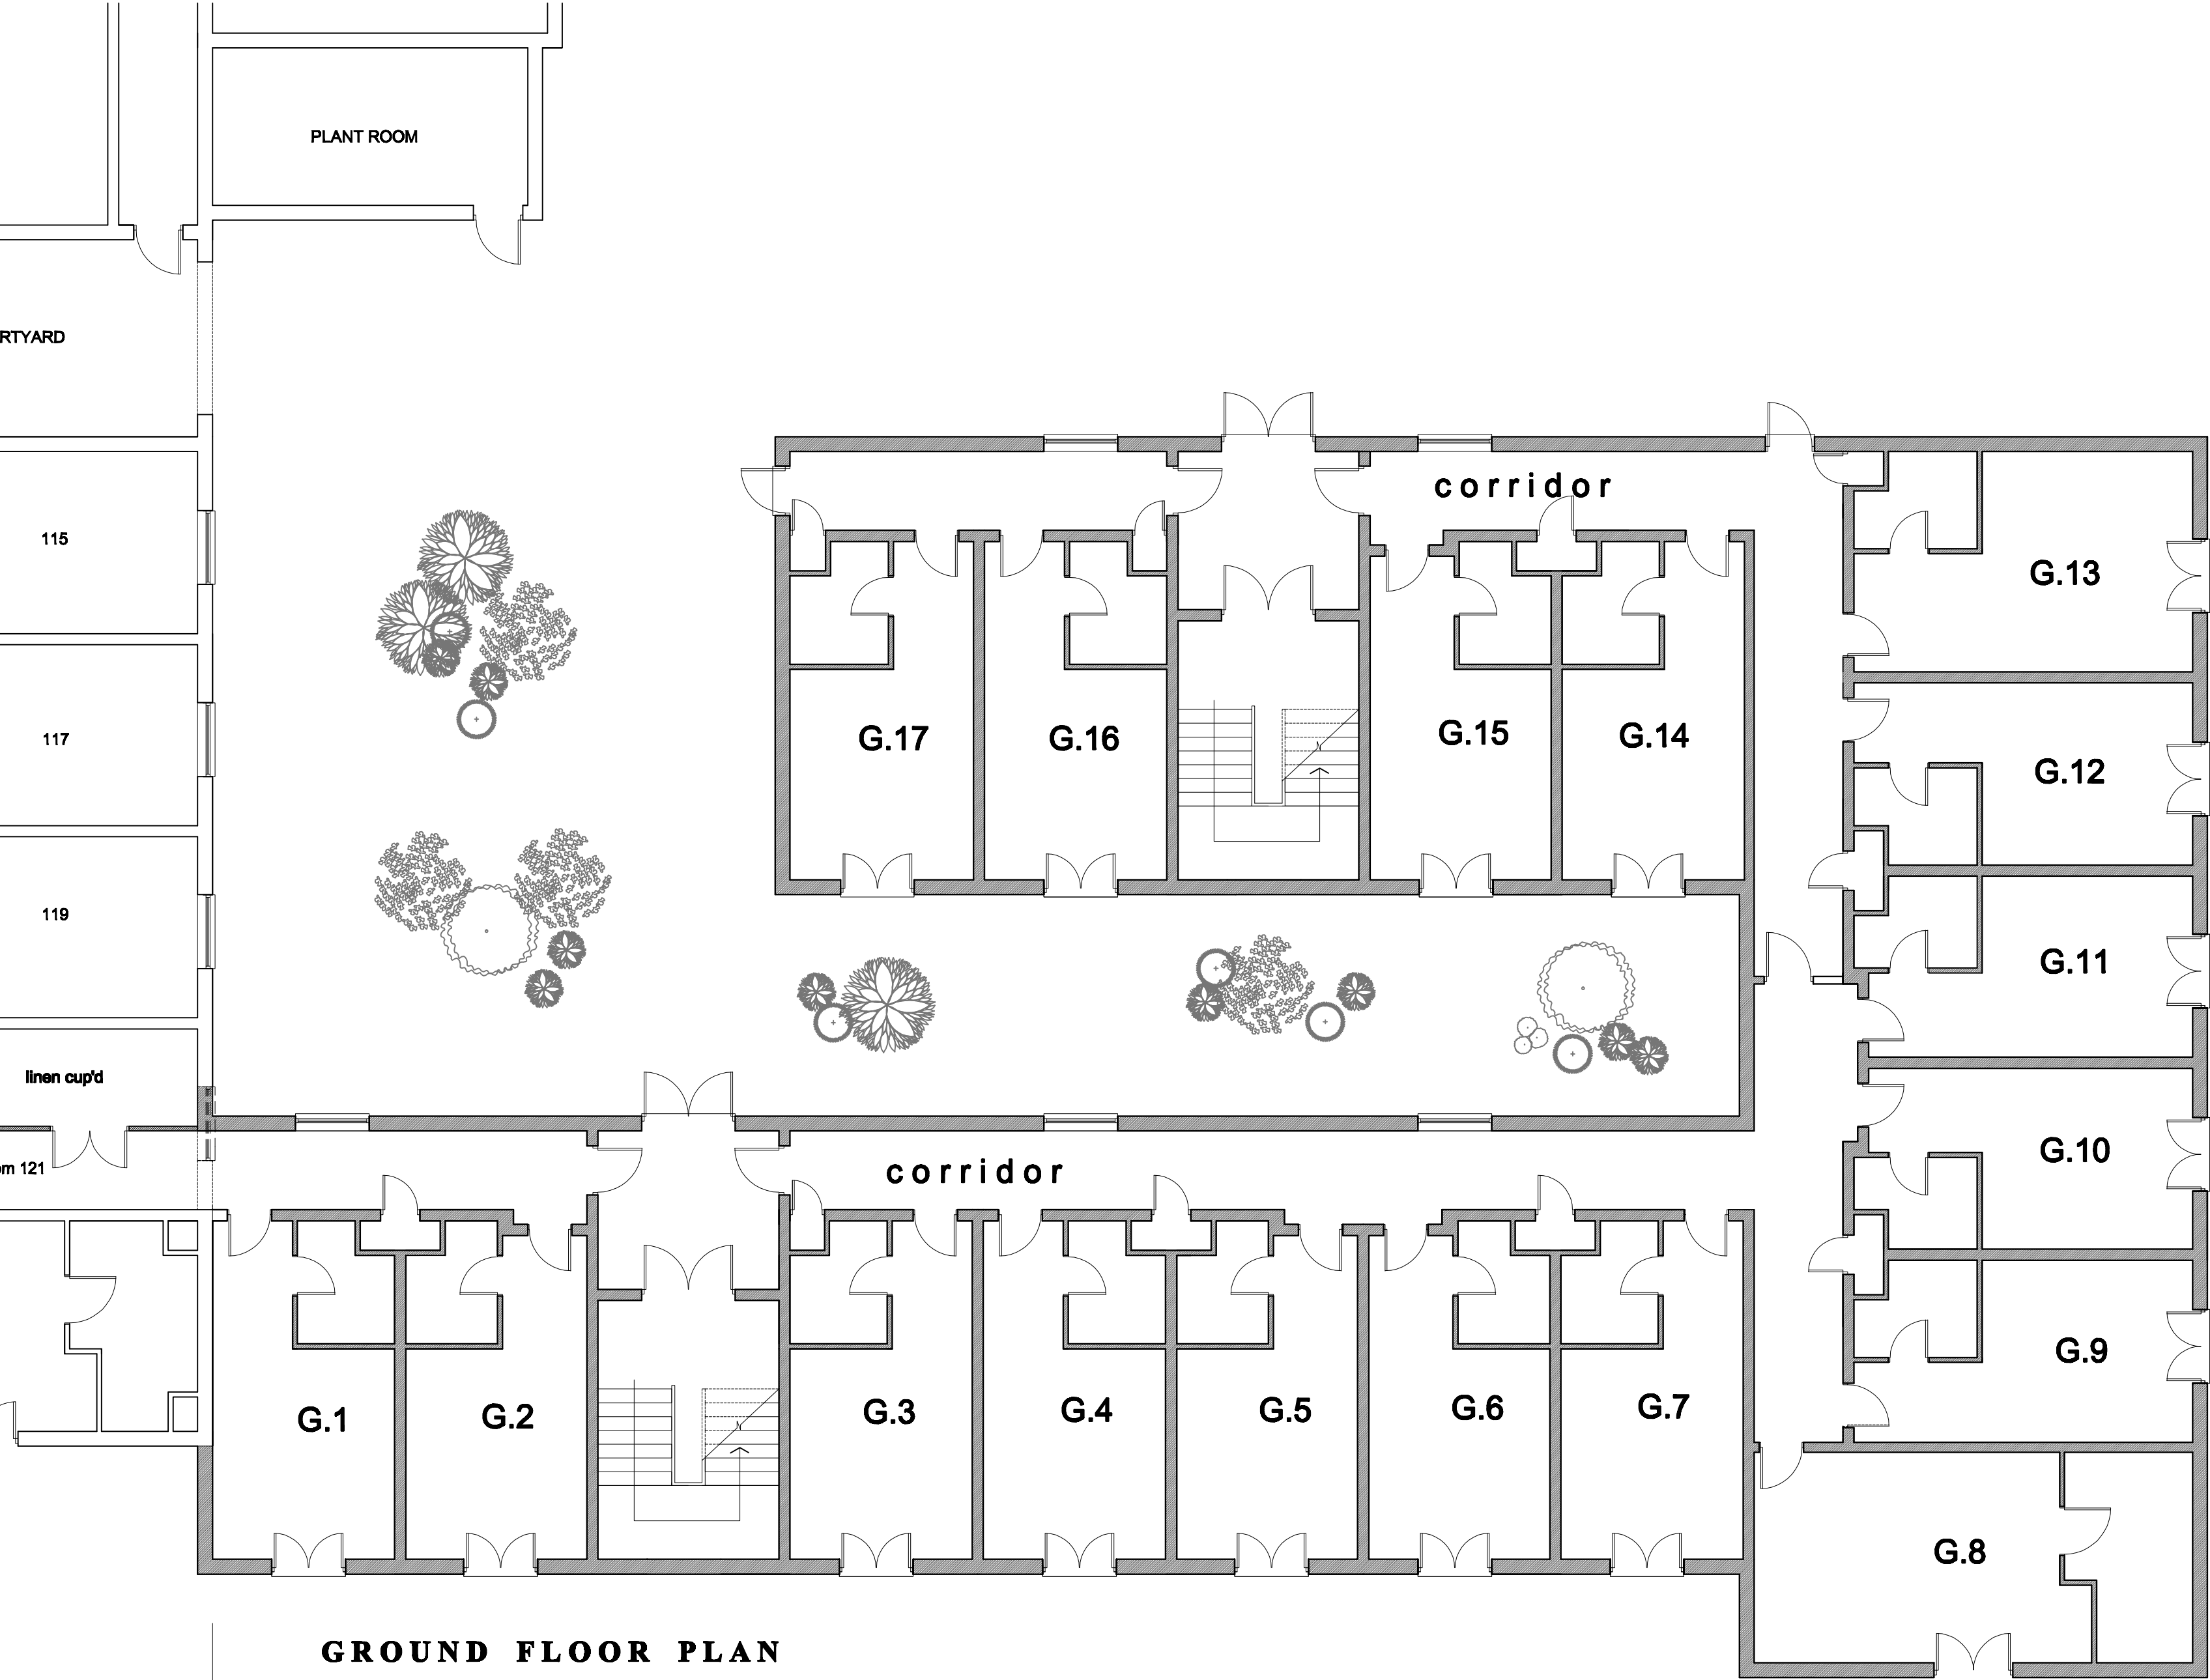 PLANT ROOM
RTYARD
corridor
115
G.13
117
G.17
G.16
G.15
G.14
G.12
119
G.11
linen cup'd
om 121
corridor
G.10
G.9
G.1
G.2
G.3
G.4
G.5
G.6
G.7
G.8
GROUND FLOOR PLAN